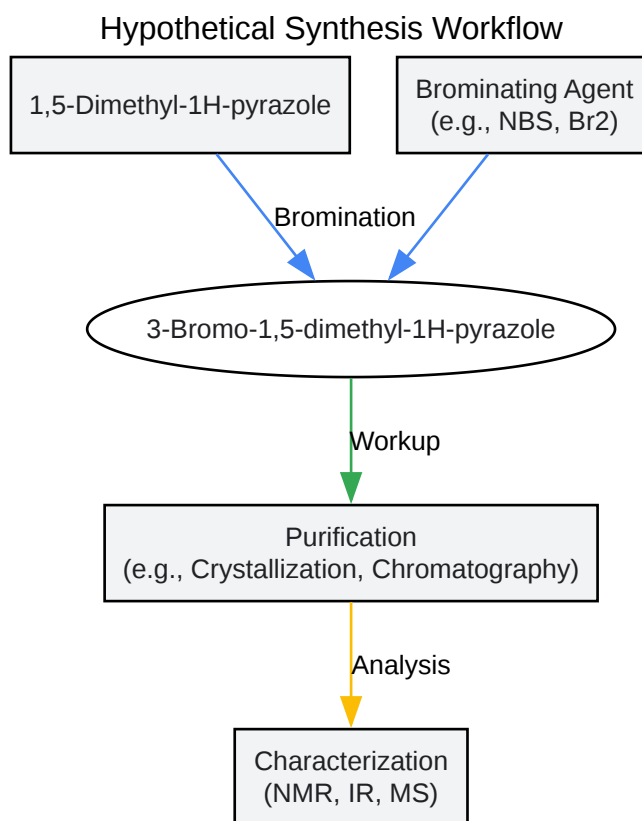 Hypothetical Synthesis Workflow
1,5-Dimethyl-1H-pyrazole
Brominating Agent
(e.g., NBS, Br2)
Bromination
3-Bromo-1,5-dimethyl-1H-pyrazole
Workup
Purification
(e.g., Crystallization, Chromatography)
Analysis
Characterization
(NMR, IR, MS)